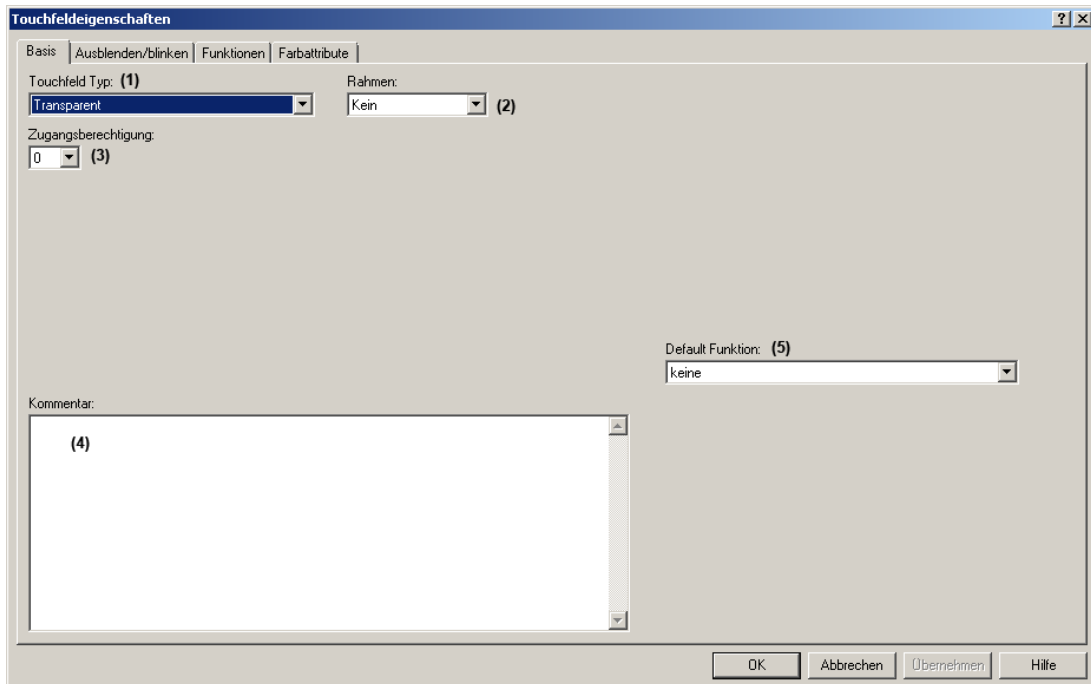 Touchfeldeigenschaften
Basis Ausblenden/blinken Funktionen Farbattribute
Touchfeld Typ: (1) Rahmen:
Transparent Kein (2)
Zugangsberechtigung:
0 (3)
Default Funktion: (5)
keine
Kommentar:
(4)
OK Abbrechen Übernehmen Hilfe